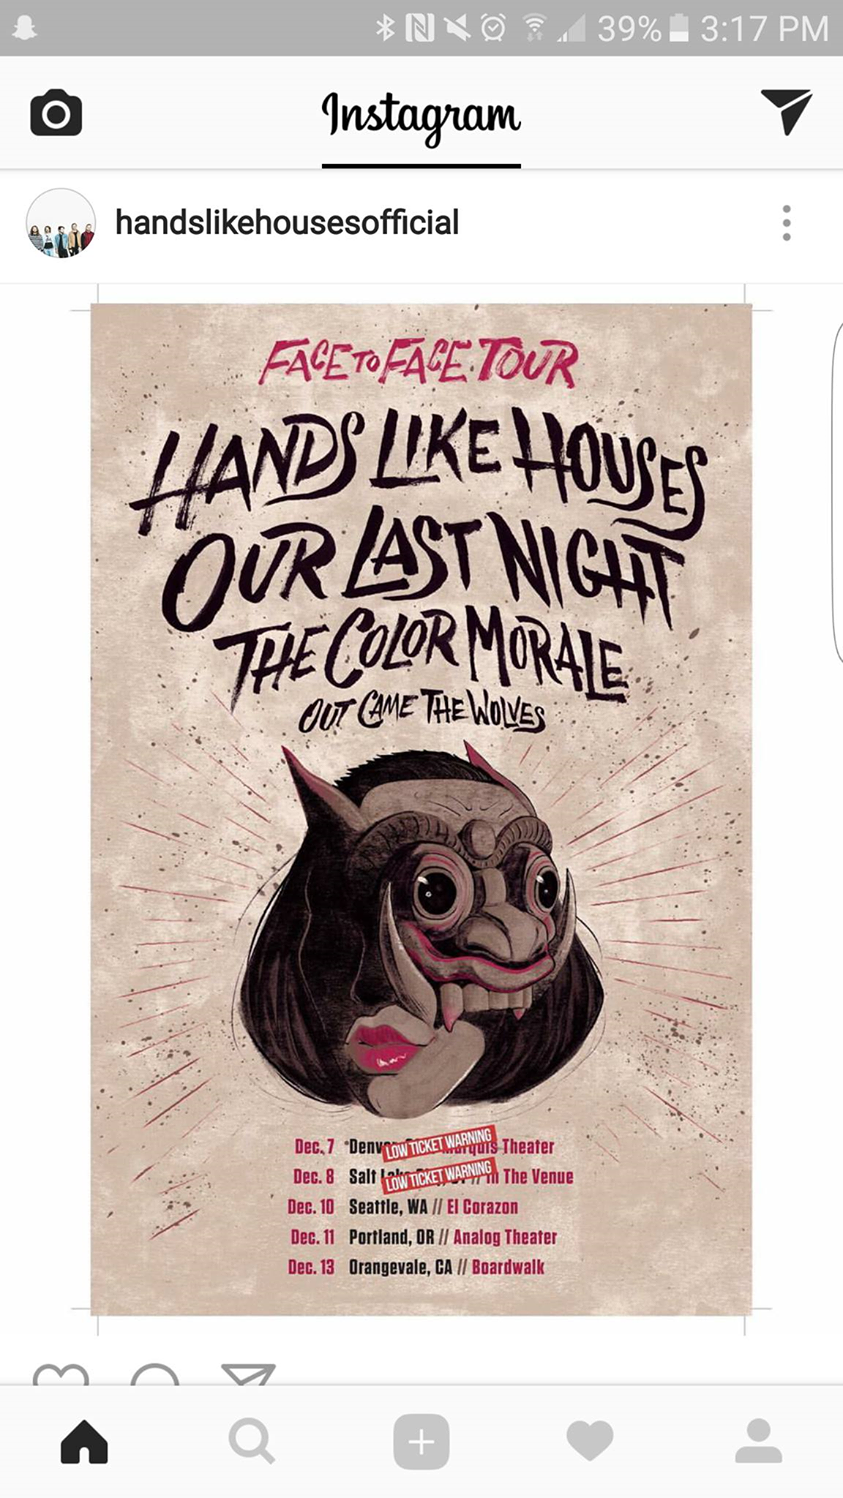 39% 3:17 PM
Instagram
handslikehousesofficial
FACE TO FACE TOUR
HANDS LIKE HOUSES
OUR LAST NIGHT
THE COLOR MORALE
OUT CAME THE WOLVES
Dec. 7 Theater
LOW TICKET WARNING
Dec. 8 Salt // In The Venue
LOW TICKET WARNING
Dec. 10 Seattle, WA // El Corazon
Dec. 11 Portland, OR // Analog Theater
Dec. 13 Orangevale, CA // Boardwalk